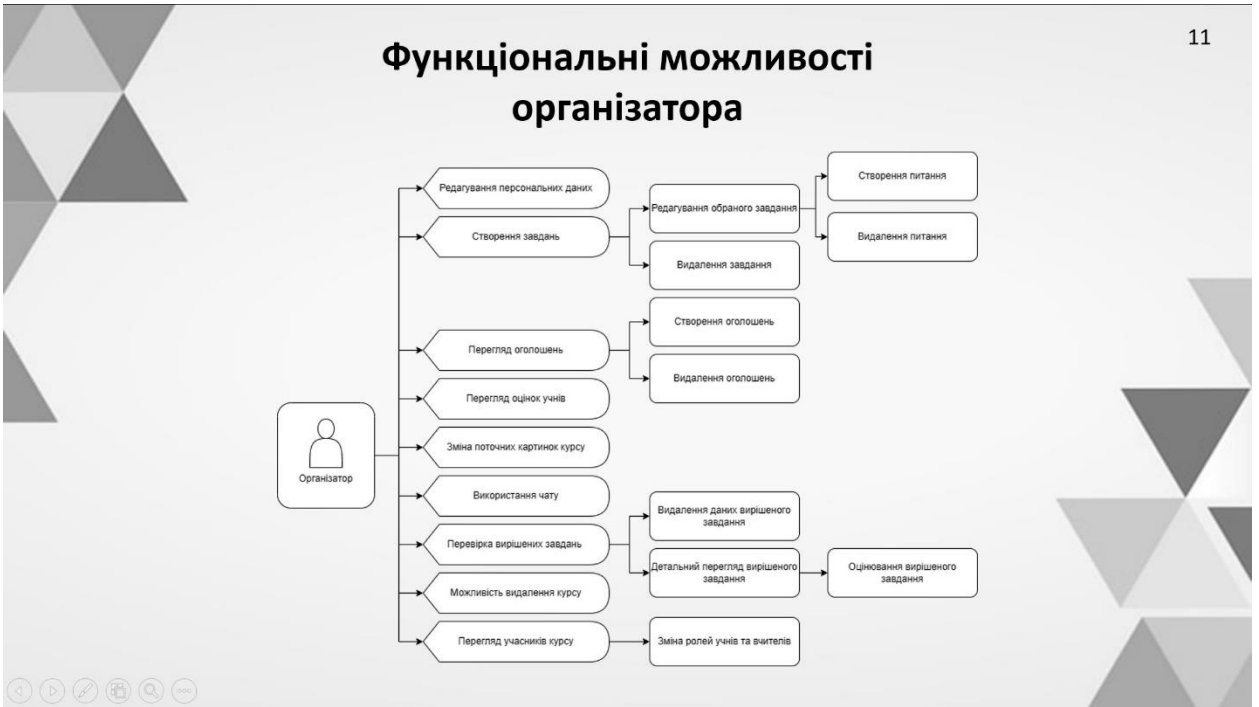 11
Функціональні можливості
організатора
Організатор
Редагування персональних даних
Створення завдань
Редагування обраного завдання
Створення питання
Видалення питання
Видалення завдання
Перегляд оголошень
Створення оголошень
Видалення оголошень
Перегляд оцінок учнів
Зміна поточних картинок курсу
Використання чату
Перевірка вирішених завдань
Видалення даних вирішеного
завдання
Детальний перегляд вирішеного
завдання
Оцінювання вирішеного
завдання
Можливість видалення курсу
Перегляд учасників курсу
Зміна ролей учнів та вчителів